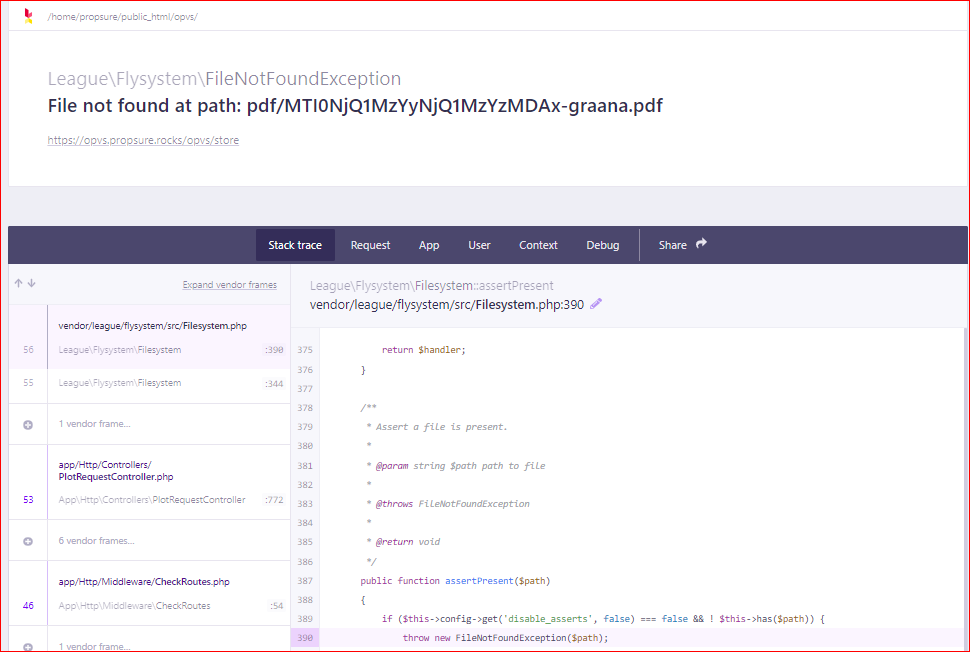 /home/propsure/public_html/opvs/
League\Flysystem\FileNotFoundException
File not found at path: pdf/MTI0NjQ1MzYyNjQ1MzYzMDAx-graana.pdf
https://opvs.propsure.rocks/opvs/store
Stack trace Request App User Context Debug Share
Expand vendor frames
vendor/league/flysystem/src/Filesystem.php
56 League\Flysystem\Filesystem :390
55 League\Flysystem\Filesystem :344
1 vendor frame…
app/Http/Controllers/
PlotRequestController.php
53 App\Http\Controllers\PlotRequestController :772
6 vendor frames…
app/Http/Middleware/CheckRoutes.php
46 App\Http\Middleware\CheckRoutes :54
1 vendor frame…
League\Flysystem\Filesystem::assertPresent
vendor/league/flysystem/src/Filesystem.php:390
375 return $handler;
376 }
377
378 /**
379 * Assert a file is present.
380 *
381 * @param string $path path to file
382 *
383 * @throws FileNotFoundException
384 *
385 * @return void
386 */
387 public function assertPresent($path)
388 {
389 if ($this->config->get('disable_asserts', false) === false && ! $this->has($path)) {
390 throw new FileNotFoundException($path);